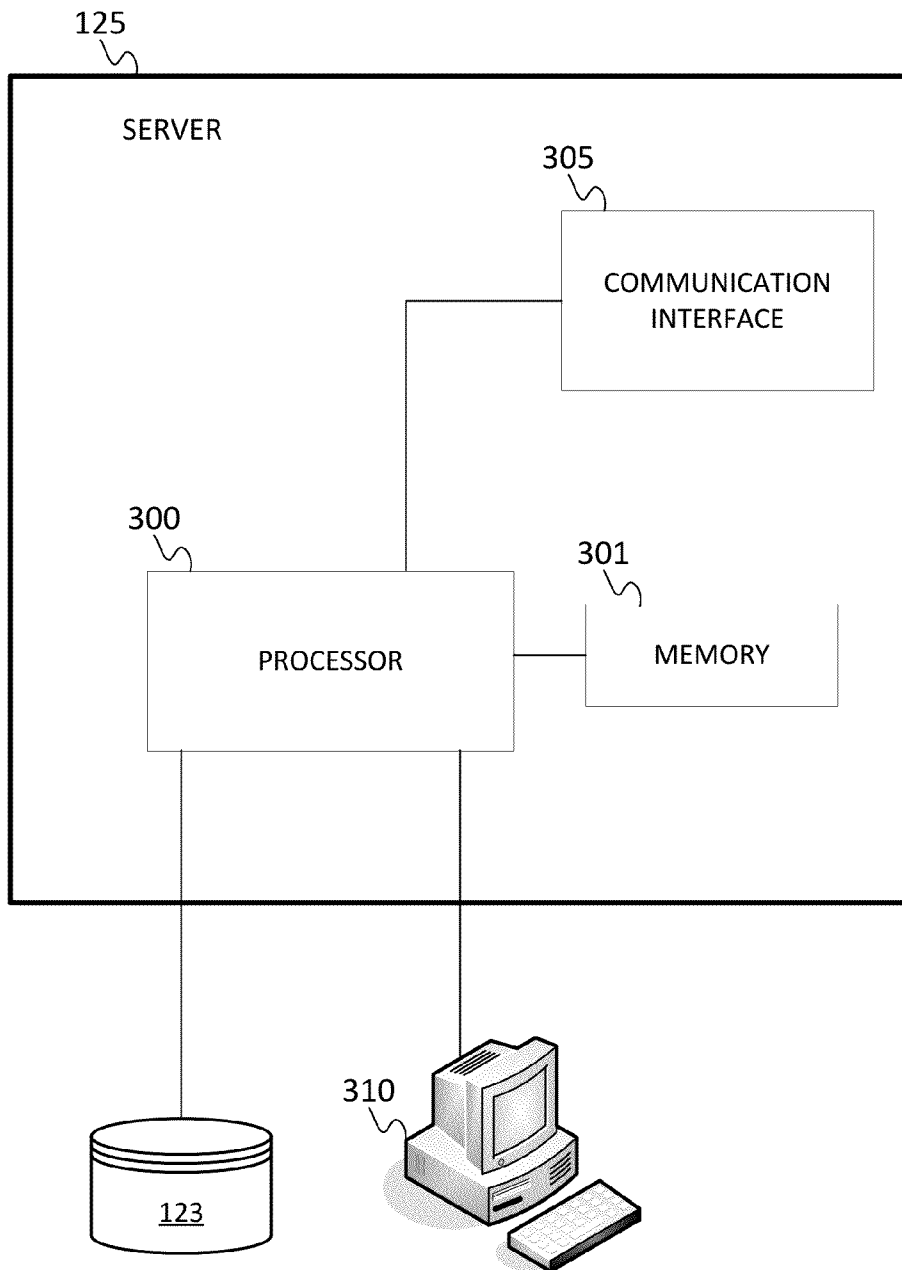 125
SERVER
305
COMMUNICATION
INTERFACE
300
301
PROCESSOR
MEMORY
310
123